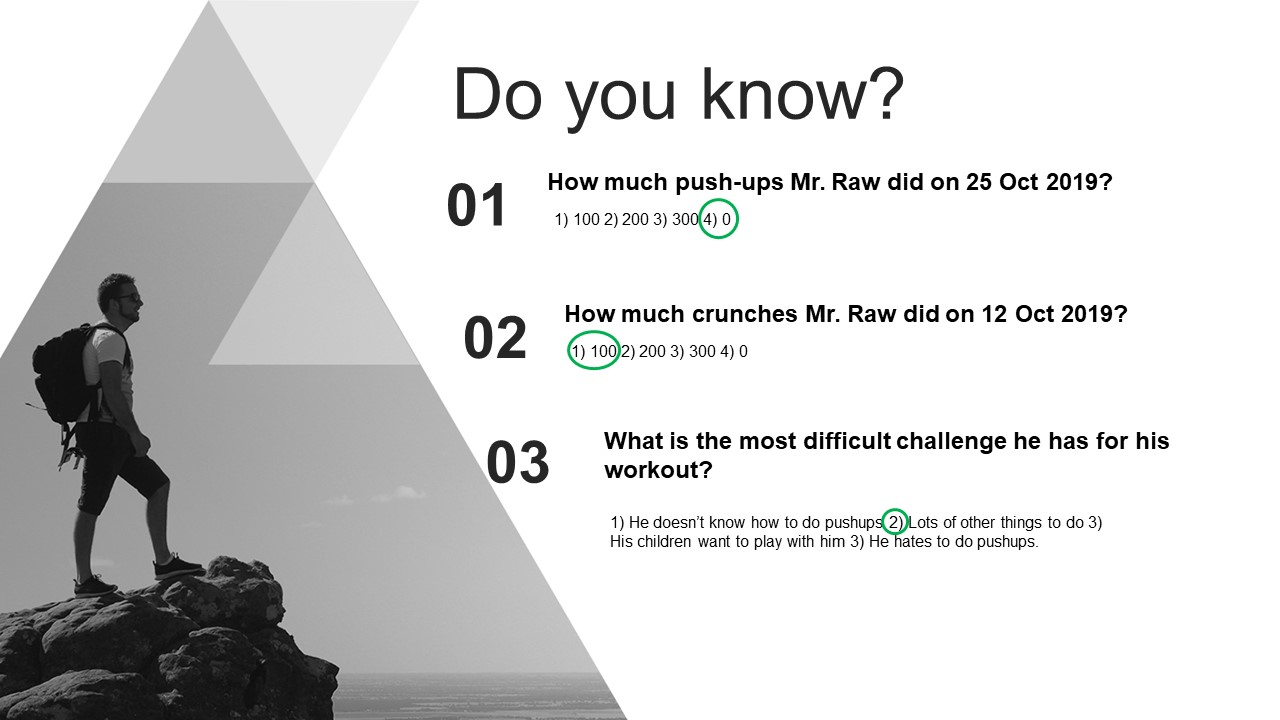 Do you know?
01
How much push-ups Mr. Raw did on 25 Oct 2019?
1) 100 2) 200 3) 300 4) 0
02
How much crunches Mr. Raw did on 12 Oct 2019?
1) 100 2) 200 3) 300 4) 0
03
What is the most difficult challenge he has for his
workout?
1) He doesn’t know how to do pushups 2) Lots of other things to do 3)
His children want to play with him 3) He hates to do pushups.